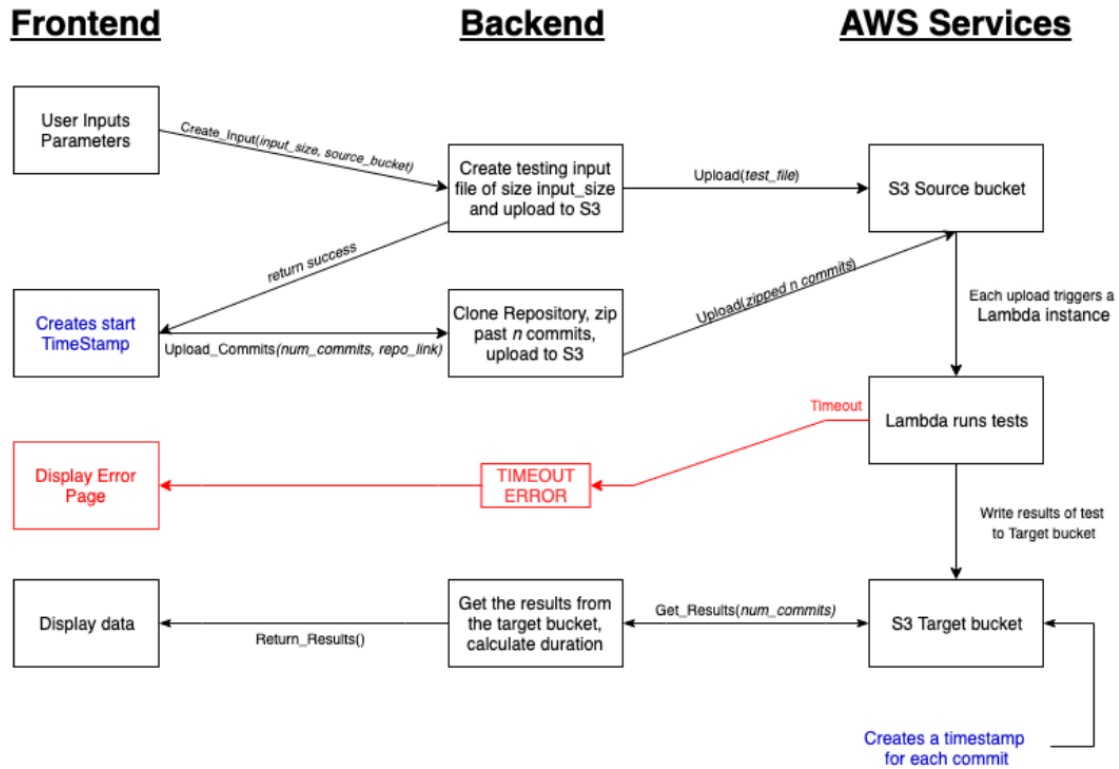 Frontend
Backend
AWS Services
User Inputs
Parameters
Create_Input(input_size, source_bucket)
Create testing input
file of size input_size
and upload to S3
Upload(test_file)
S3 Source bucket
return success
Creates start
TimeStamp
Upload_Commits(num_commits, repo_link)
Clone Repository, zip
past n commits,
upload to S3
Upload(zipped n commits)
Each upload triggers a
Lambda instance
Timeout
Lambda runs tests
Display Error
Page
TIMEOUT
ERROR
Write results of test
to Target bucket
Display data
Return_Results()
Get the results from
the target bucket,
calculate duration
Get_Results(num_commits)
S3 Target bucket
Creates a timestamp
for each commit